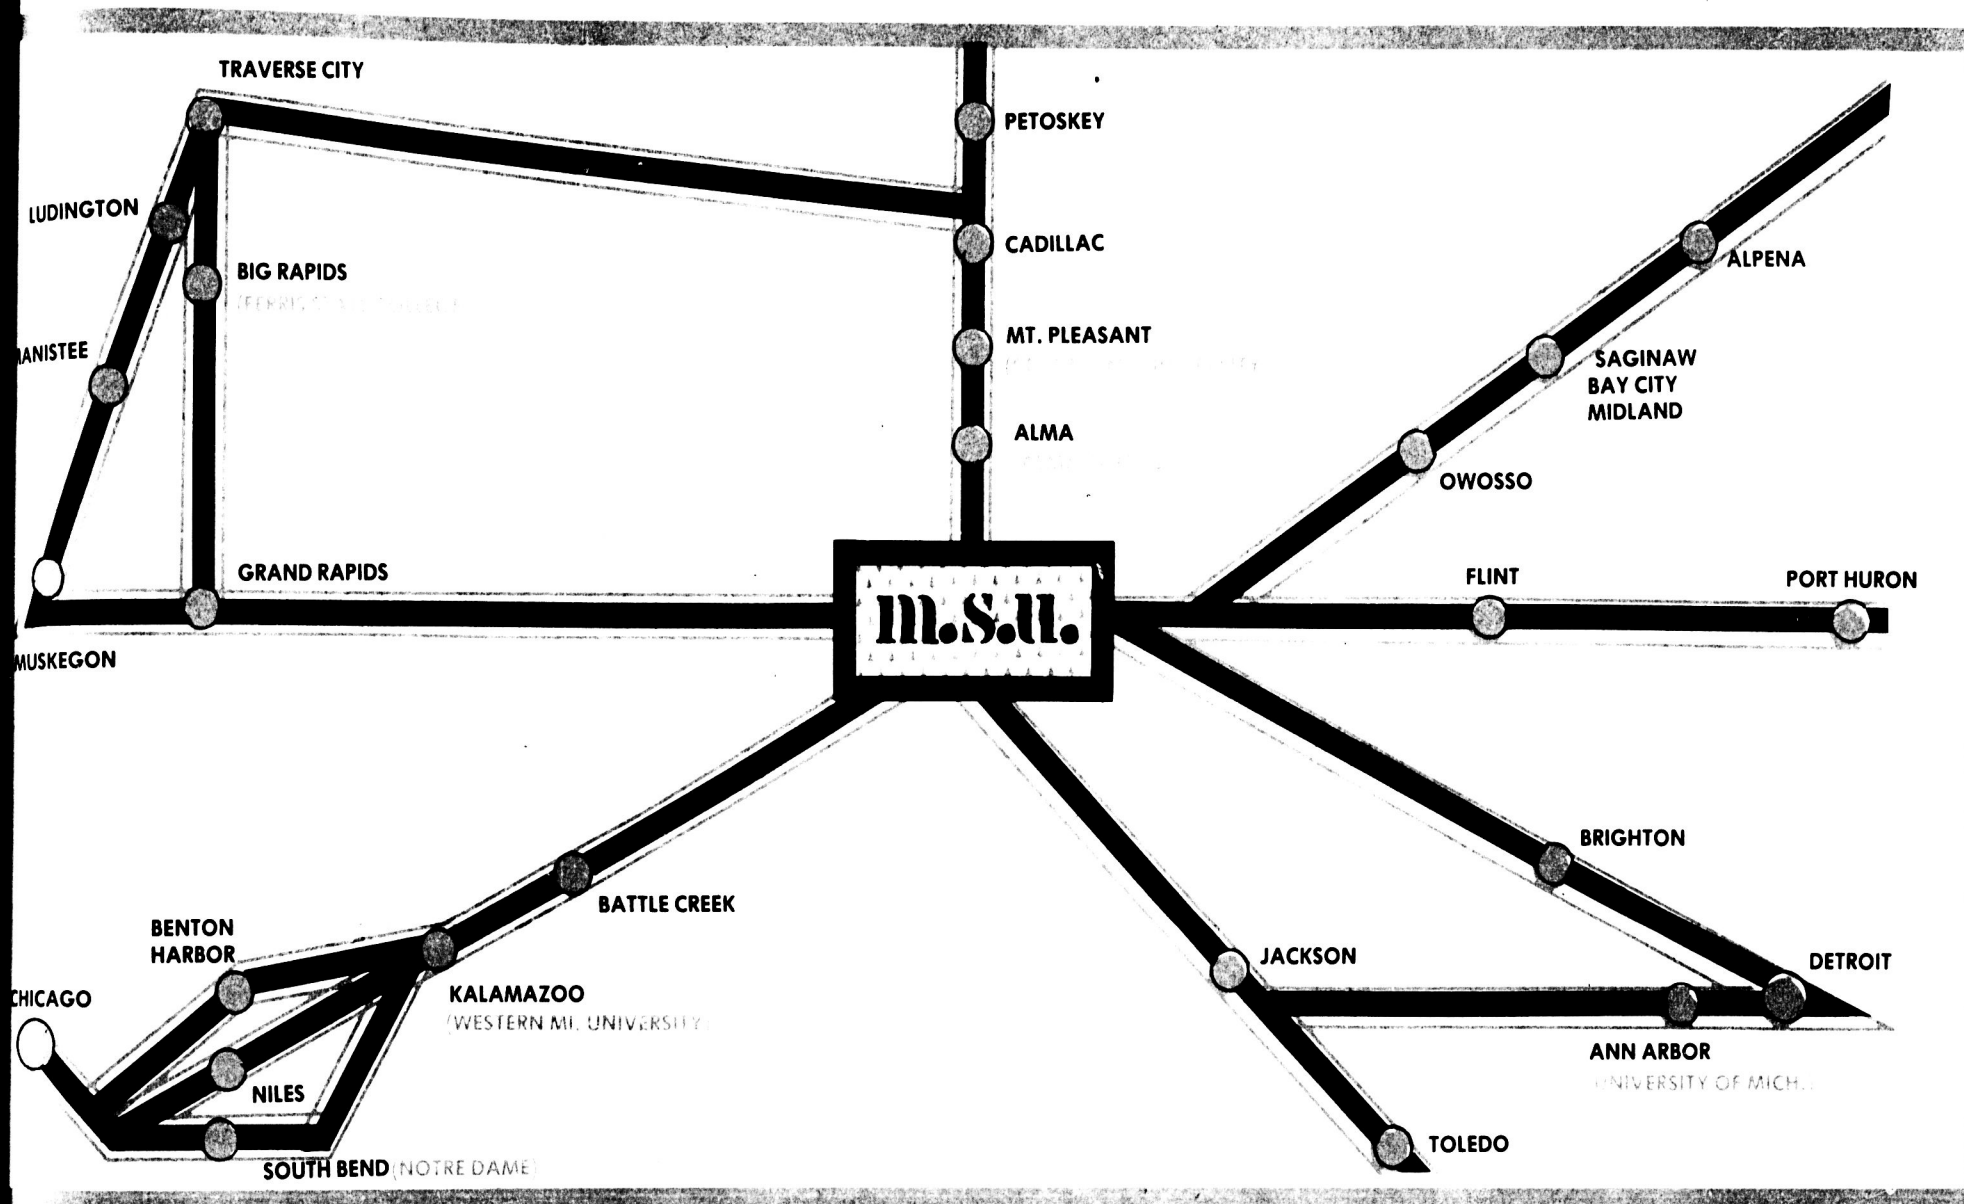 TRAVERSE CITY
PETOSKEY
LUDINGTON
CADILLAC
ALPENA
BIG RAPIDS
MT. PLEASANT
ANISTEE
SAGINAW
BAY CITY
MIDLAND
ALMA
OWOSSO
GRAND RAPIDS
FLINT
PORT HURON
m.s.u.
MUSKEGON
BRIGHTON
BATTLE CREEK
BENTON
HARBOR
JACKSON
DETROIT
CHICAGO
KALAMAZOO
(WESTERN MI. UNIVERSITY)
ANN ARBOR
UNIVERSITY OF MICH.
NILES
TOLEDO
SOUTH BEND (NOTRE DAME)